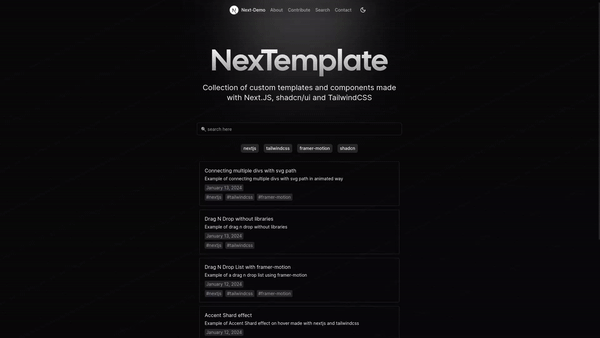 N Next-Demo About Contribute Search Contact
NexTemplate
Collection of custom templates and components made
with Next.JS, shadcn/ui and TailwindCSS
search here
nextjs tailwindcss framer-motion shadcn
Connecting multiple divs with svg path
Example of connecting multiple divs with svg path in animated way
January 13, 2024
#nextjs #tailwindcss #framer-motion
Drag N Drop without libraries
Example of drag n drop without libraries
January 13, 2024
#nextjs #tailwindcss
Drag N Drop List with framer-motion
Example of a drag n drop list using framer-motion
January 13, 2024
#nextjs #tailwindcss #framer-motion
Accent Shard effect
Example of Accent Shard effect on hover made with nextjs and tailwindcss
January 12, 2024